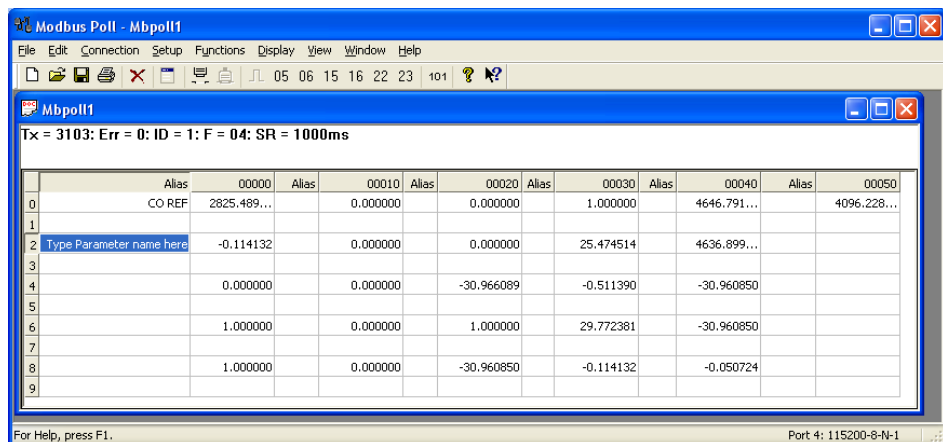 Modbus Poll - Mbpoll1
File Edit Connection Setup Functions Display View Window Help
05 06 15 16 22 23 101
Mbpoll1
Tx = 3103: Err = 0: ID = 1: F = 04: SR = 1000ms
Alias 00000 Alias 00010 Alias 00020 Alias 00030 Alias 00040 Alias 00050
0 CO REF 2825.489... 0.000000 0.000000 1.000000 4646.791... 4096.228...
1
2 Type Parameter name here -0.114132 0.000000 0.000000 25.474514 4636.899...
3
4 0.000000 0.000000 -30.966089 -0.511390 -30.960850
5
6 1.000000 0.000000 1.000000 29.772381 -30.960850
7
8 1.000000 0.000000 -30.960850 -0.114132 -0.050724
9
For Help, press F1. Port 4: 115200-8-N-1